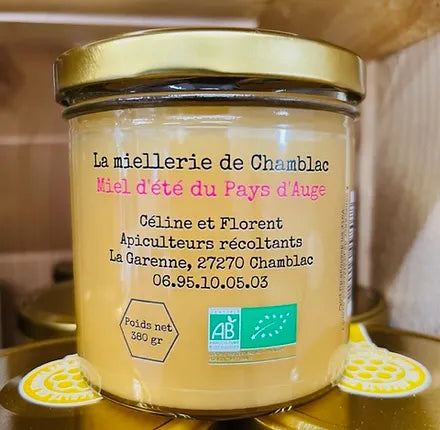 La miellerie de Chamblac
Miel d'été du Pays d'Auge
Céline et Florent
Apiculteurs récoltants
La Garenne, 27270 Chamblac
06.95.10.05.03
Poids net
380 gr
AB